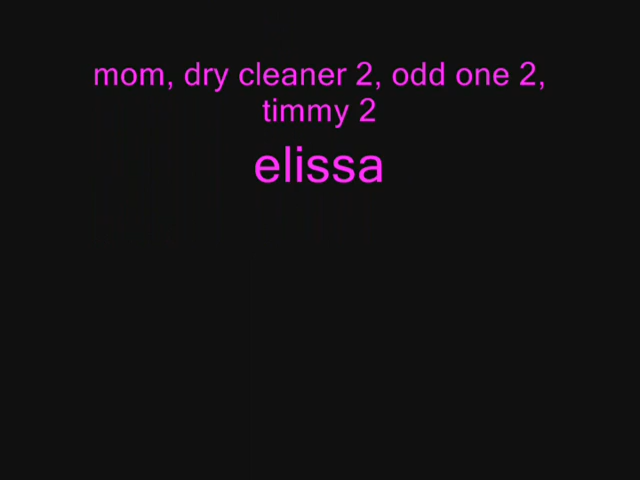 mom, dry cleaner 2, odd one 2,
timmy 2
elissa